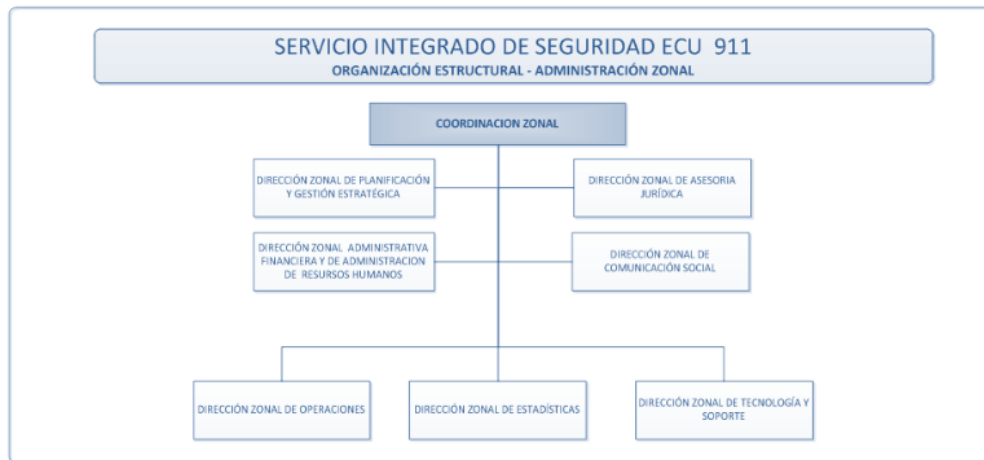 SERVICIO INTEGRADO DE SEGURIDAD ECU 911
ORGANIZACIÓN ESTRUCTURAL - ADMINISTRACIÓN ZONAL
COORDINACION ZONAL
DIRECCIÓN ZONAL DE PLANIFICACIÓN
Y GESTIÓN ESTRATÉGICA
DIRECCIÓN ZONAL DE ASESORIA
JURÍDICA
DIRECCIÓN ZONAL ADMINISTRATIVA
FINANCIERA Y DE ADMINISTRACION
DE RESURSOS HUMANOS
DIRECCIÓN ZONAL DE
COMUNICACIÓN SOCIAL
DIRECCIÓN ZONAL DE OPERACIONES
DIRECCIÓN ZONAL DE ESTADÍSTICAS
DIRECCIÓN ZONAL DE TECNOLOGÍA Y
SOPORTE